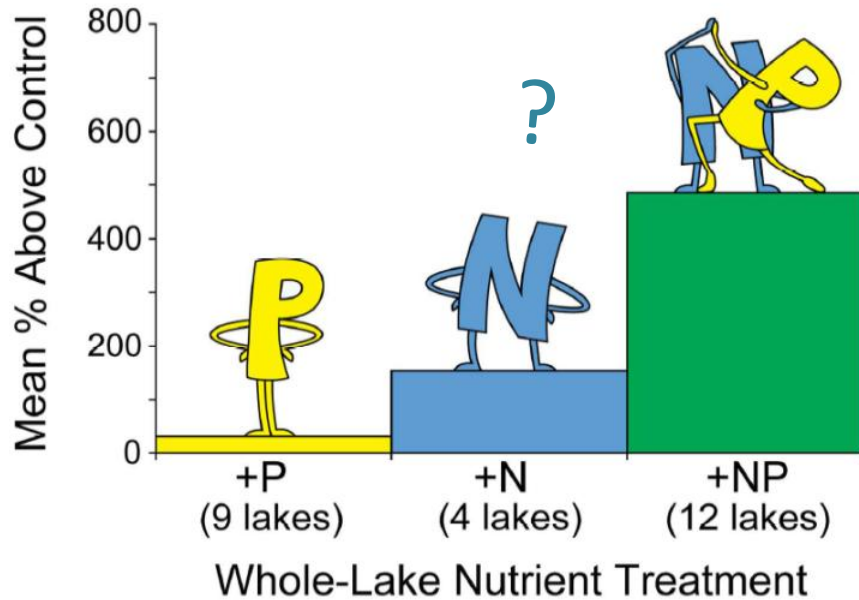 Mean % Above Control
800
600
400
200
0
?
P
N
NP
+P
(9 lakes)
+N
(4 lakes)
+NP
(12 lakes)
Whole-Lake Nutrient Treatment